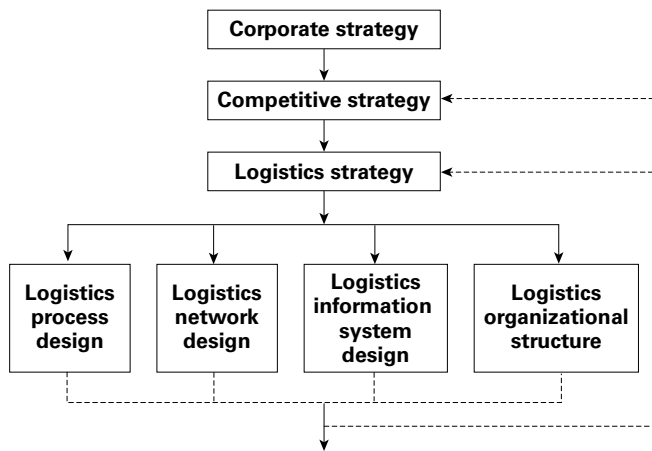 Corporate strategy
Competitive strategy
Logistics strategy
Logistics
process
design
Logistics
network
design
Logistics
information
system
design
Logistics
organizational
structure